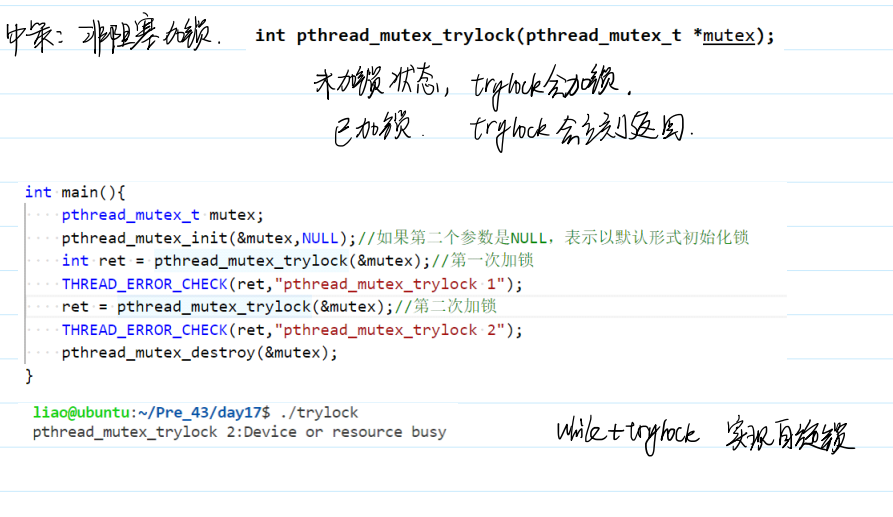 中策：非阻塞加锁. int pthread_mutex_trylock(pthread_mutex_t *mutex);
未加锁状态，trylock会加锁.
已加锁. trylock会立刻返回.
int main(){
pthread_mutex_t mutex;
pthread_mutex_init(&mutex,NULL);//如果第二个参数是NULL，表示以默认形式初始化锁
int ret = pthread_mutex_trylock(&mutex);//第一次加锁
THREAD_ERROR_CHECK(ret,"pthread_mutex_trylock 1");
ret = pthread_mutex_trylock(&mutex);//第二次加锁
THREAD_ERROR_CHECK(ret,"pthread_mutex_trylock 2");
pthread_mutex_destroy(&mutex);
}
liao@ubuntu:~/Pre_43/day17$ ./trylock
pthread_mutex_trylock 2:Device or resource busy
while+trylock 实现自旋锁